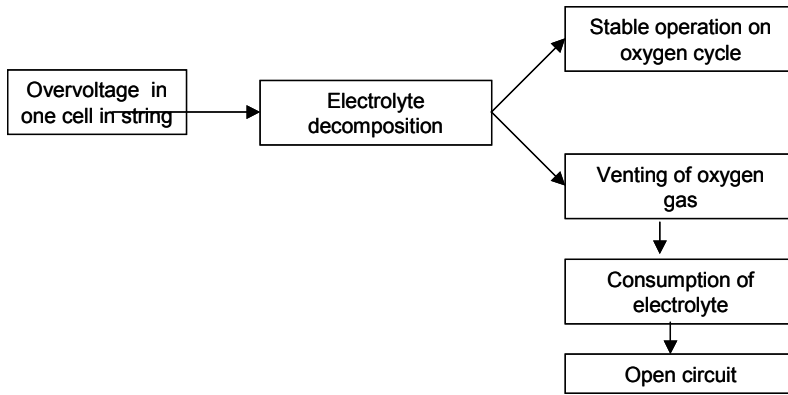 Overvoltage in
one cell in string
Electrolyte
decomposition
Stable operation on
oxygen cycle
Venting of oxygen
gas
Consumption of
electrolyte
Open circuit